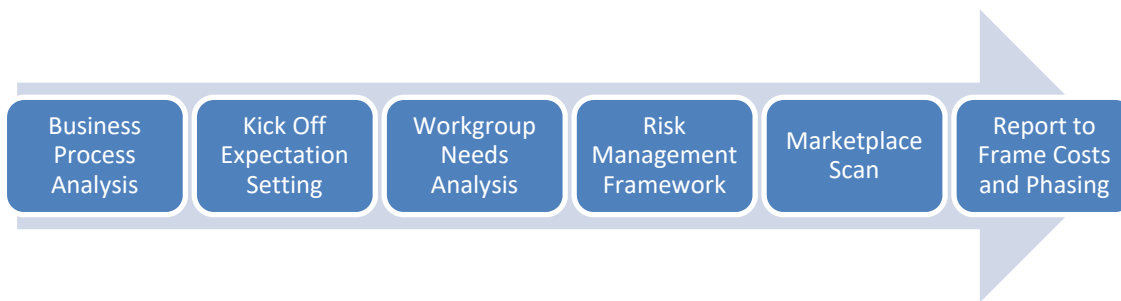 Business
Process
Analysis
Kick Off
Expectation
Setting
Workgroup
Needs
Analysis
Risk
Management
Framework
Marketplace
Scan
Report to
Frame Costs
and Phasing